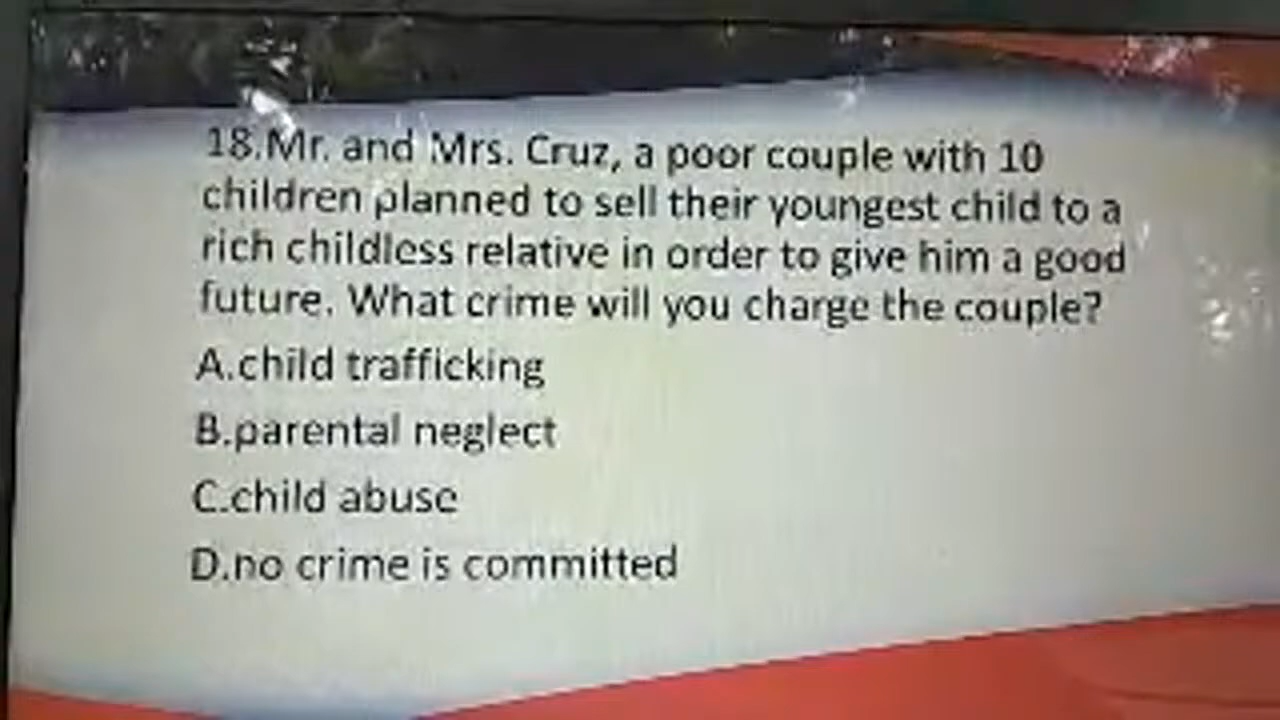 18.Mr. and Mrs. Cruz, a poor couple with 10
children planned to sell their youngest child to a
rich childless relative in order to give him a good
future. What crime will you charge the couple?
A.child trafficking
B.parental neglect
C.child abuse
D.no crime is committed